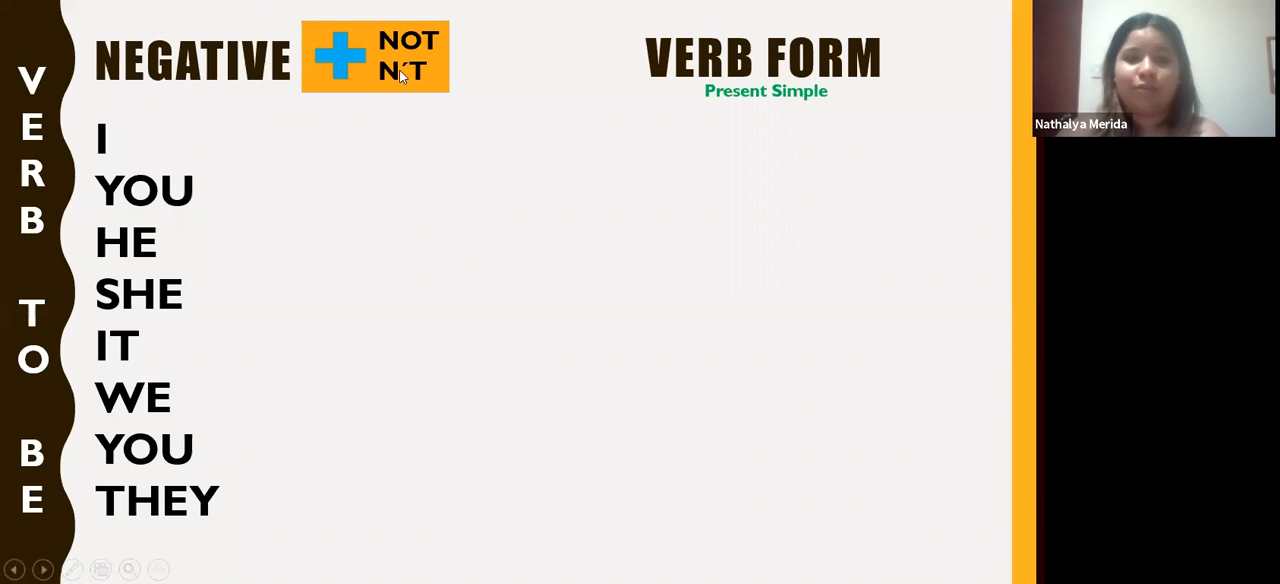 VERB TO BE
NEGATIVE
NOT
N´T
VERB FORM
Present Simple
I
YOU
HE
SHE
IT
WE
YOU
THEY
Nathalya Merida